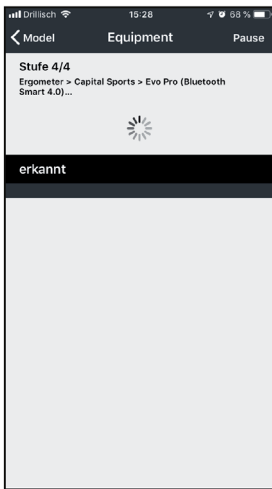 Drillisch 15:28 68 %
Model Equipment Pause
Stufe 4/4
Ergometer > Capital Sports > Evo Pro (Bluetooth
Smart 4.0)...
erkannt